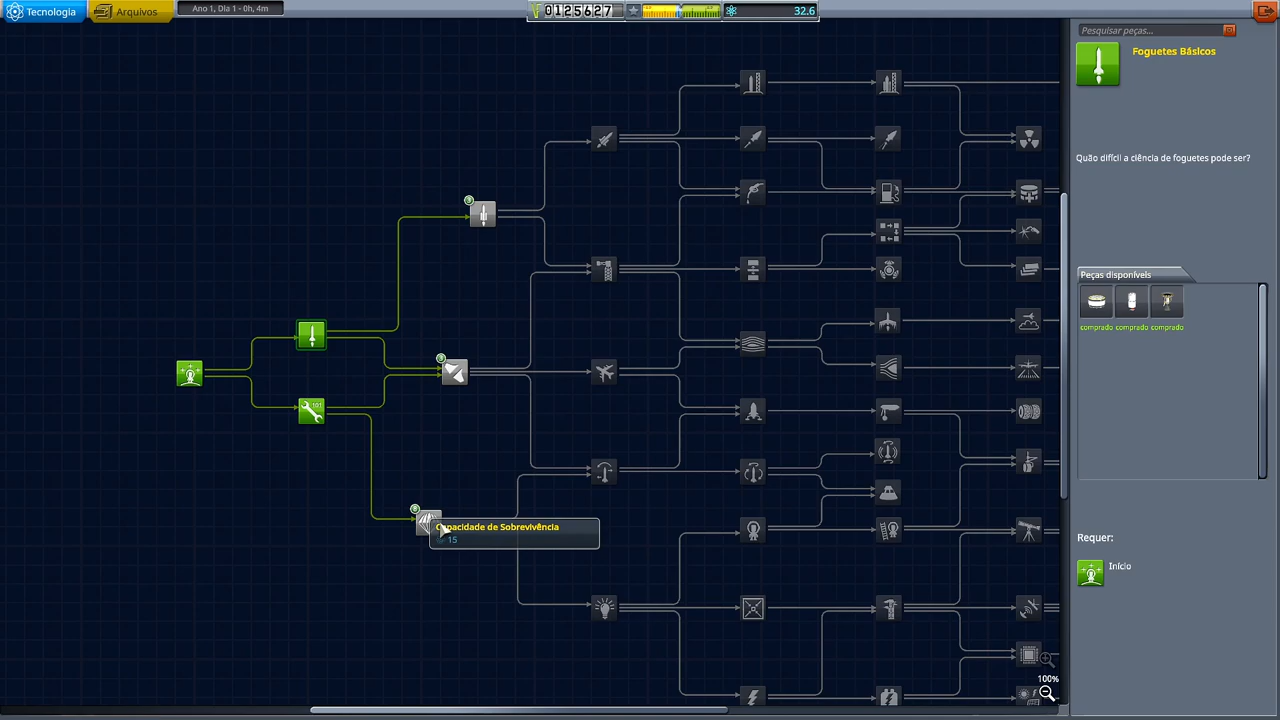 Tecnologia
Arquivos
Ano 1, Dia 1 - 0h, 4m
0125627
32.6
Pesquisar peças...
Foguetes Básicos
Quão difícil a ciência de foguetes pode ser?
Peças disponíveis
comprado comprado comprado
Requer:
Início
101
Capacidade de Sobrevivência
15
100%